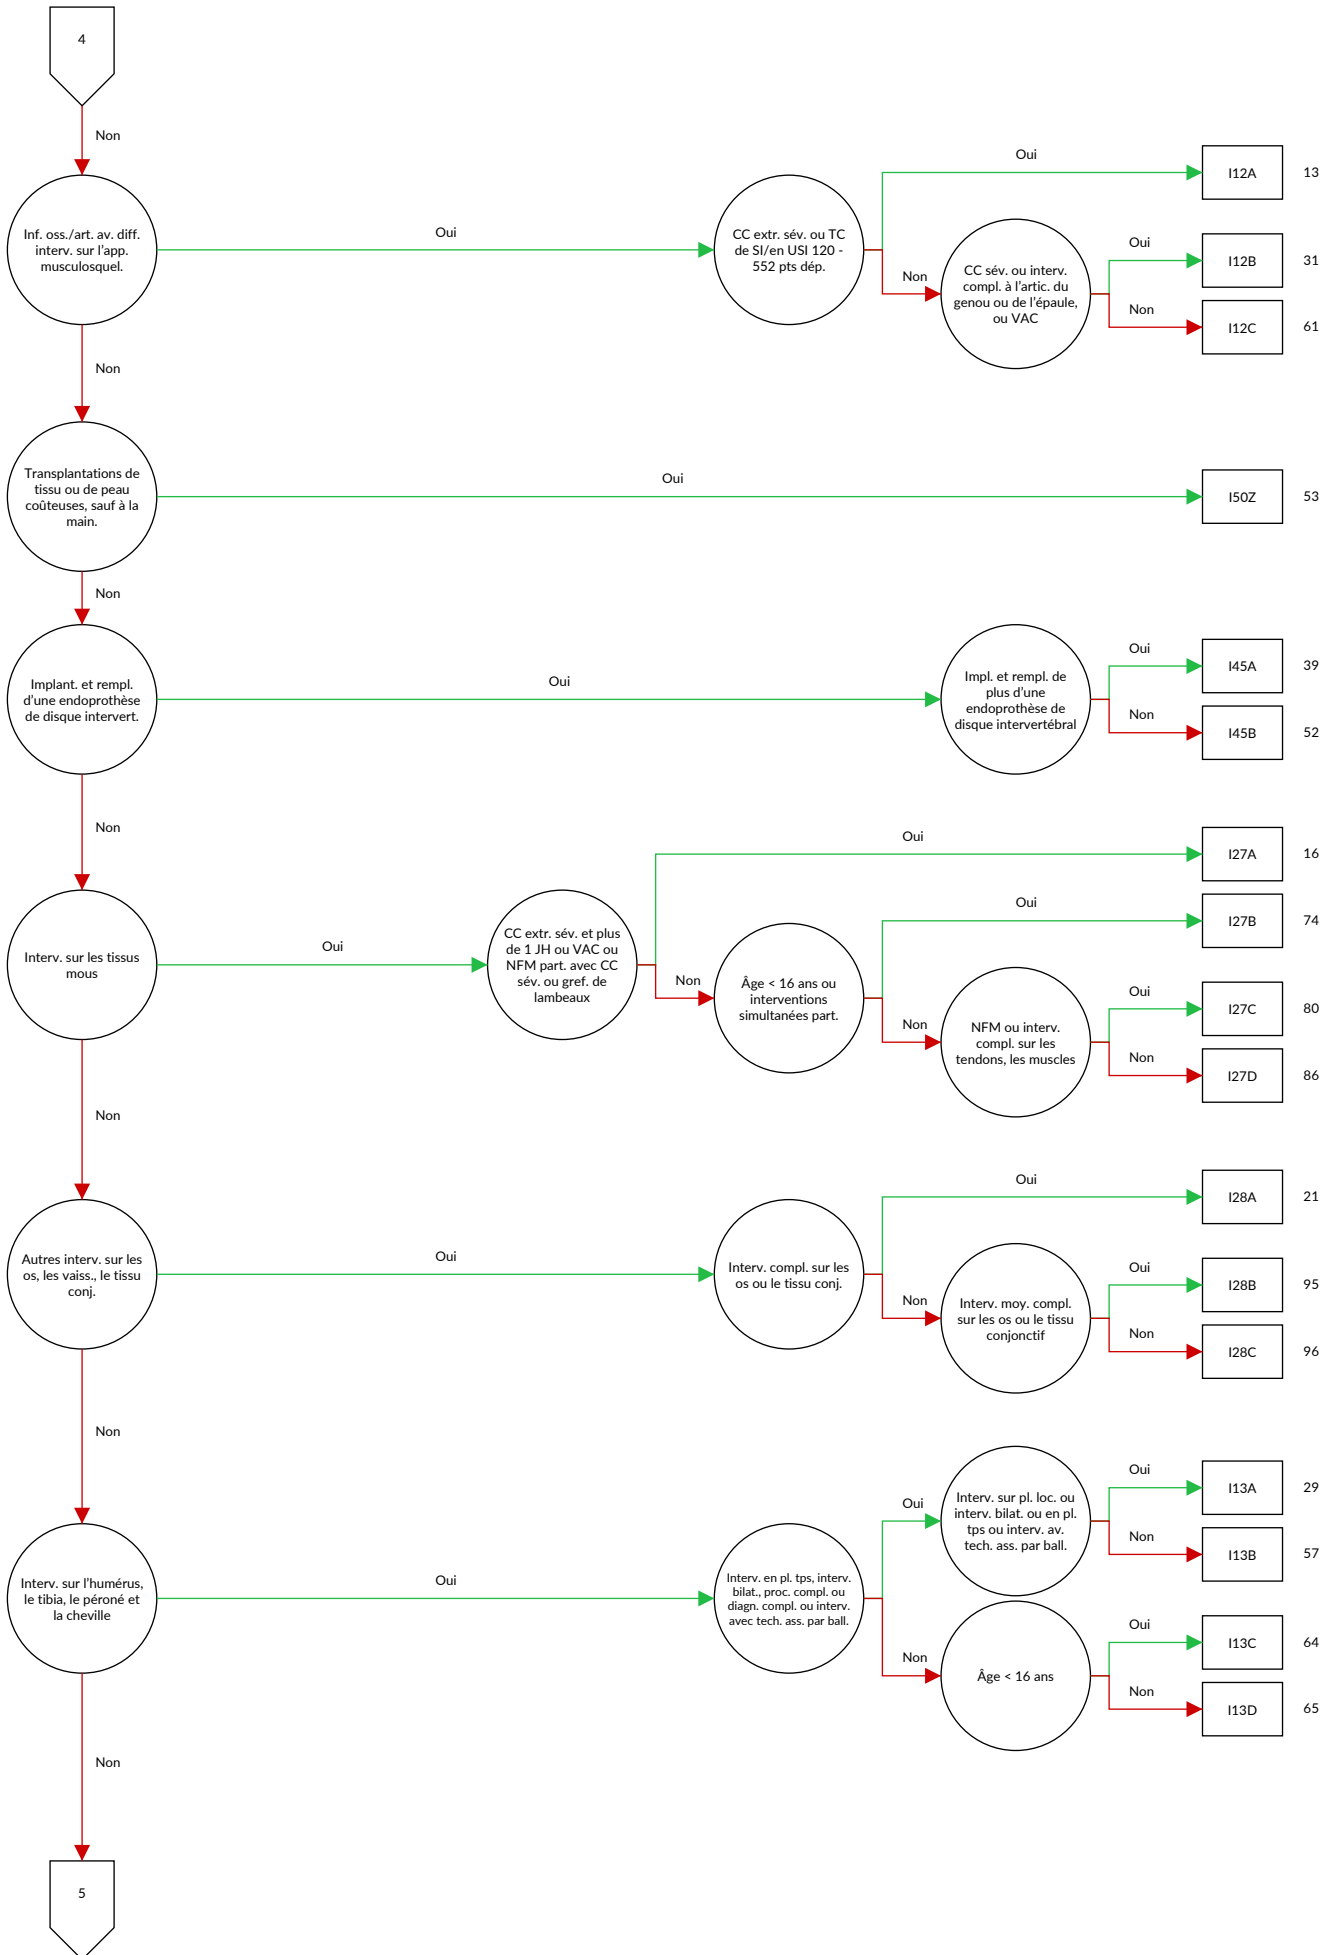 4
Non
Inf. oss./art. av. diff.
interv. sur l'app.
musculosquel.
Oui
CC extr. sév. ou TC
de SI/en USI 120 -
552 pts dép.
Oui
I12A
13
Non
CC sév. ou interv.
compl. à l'artic. du
genou ou de l'épaule,
ou VAC
Oui
I12B
31
Non
I12C
61
Non
Transplantations de
tissu ou de peau
coûteuses, sauf à la
main.
Oui
I50Z
53
Non
Implant. et rempl.
d'une endoprothèse
de disque intervert.
Oui
Impl. et rempl. de
plus d'une
endoprothèse de
disque intervertébral
Oui
I45A
39
Non
I45B
52
Non
Interv. sur les tissus
mous
Oui
CC extr. sév. et plus
de 1 JH ou VAC ou
NFM part. avec CC
sév. ou gref. de
lambeaux
Oui
I27A
16
Non
Âge < 16 ans ou
interventions
simultanées part.
Oui
I27B
74
Non
NFM ou interv.
compl. sur les
tendons, les muscles
Oui
I27C
80
Non
I27D
86
Non
Autres interv. sur les
os, les vaiss., le tissu
conj.
Oui
Interv. compl. sur les
os ou le tissu conj.
Oui
I28A
21
Non
Interv. moy. compl.
sur les os ou le tissu
conjonctif
Oui
I28B
95
Non
I28C
96
Non
Interv. sur l'humérus,
le tibia, le péroné et
la cheville
Oui
Interv. en pl. tps, interv.
bilat., proc. compl. ou
diagn. compl. ou interv.
avec tech. ass. par ball.
Oui
Interv. sur pl. loc. ou
interv. bilat. ou en pl.
tps ou interv. av.
tech. ass. par ball.
Oui
I13A
29
Non
I13B
57
Non
Âge < 16 ans
Oui
I13C
64
Non
I13D
65
Non
5